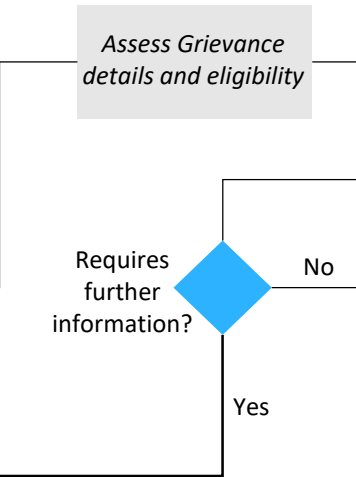 Assess Grievance
details and eligibility
Requires
further
information?
No
Yes